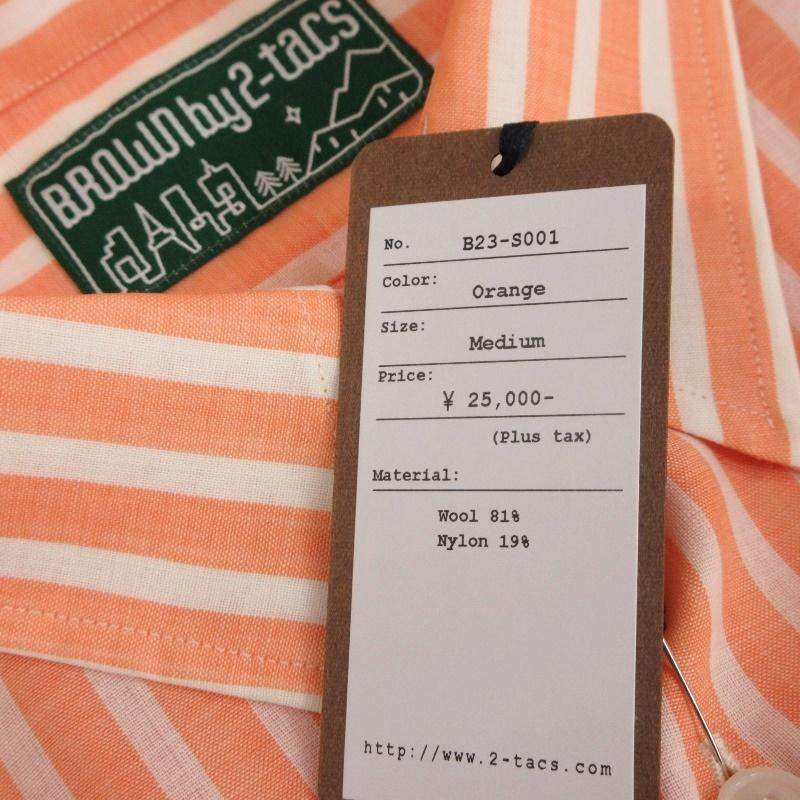 BROWN by 2-tacs
No. B23-S001
Color: Orange
Size: Medium
Price: ¥ 25,000-
(Plus tax)
Material:
Wool 81%
Nylon 19%
http://www.2-tacs.com